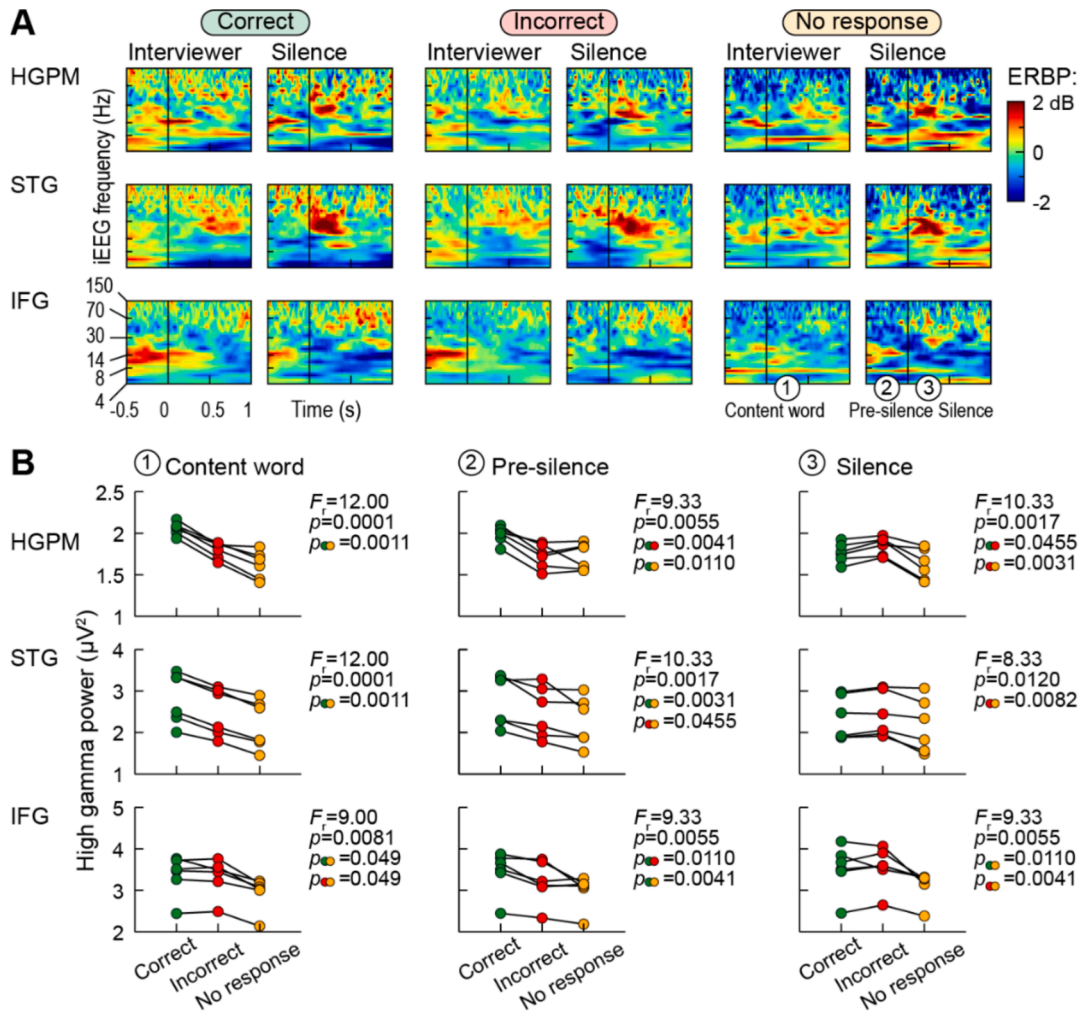 A
Correct
Incorrect
No response
Interviewer Silence
Interviewer Silence
Interviewer Silence
ERBP:
HGPM
STG
IFG
iEEG frequency (Hz)
2 dB
0
-2
150
70
30
14
8
4
-0.5 0 0.5 1
Time (s)
1
2
3
Content word
Pre-silence Silence
B
1 Content word
2 Pre-silence
3 Silence
High gamma power (μV²)
HGPM
2.5
2
1.5
1
Fr=12.00
p=0.0001
p=0.0011
Fr=9.33
p=0.0055
p=0.0041
p=0.0110
Fr=10.33
p=0.0017
p=0.0455
p=0.0031
STG
4
3
2
1
Fr=12.00
p=0.0001
p=0.0011
Fr=10.33
p=0.0017
p=0.0031
p=0.0455
Fr=8.33
p=0.0120
p=0.0082
IFG
5
4
3
2
Fr=9.00
p=0.0081
p=0.049
p=0.049
Fr=9.33
p=0.0055
p=0.0110
p=0.0041
Fr=9.33
p=0.0055
p=0.0110
p=0.0041
Correct
Incorrect
No response
Correct
Incorrect
No response
Correct
Incorrect
No response